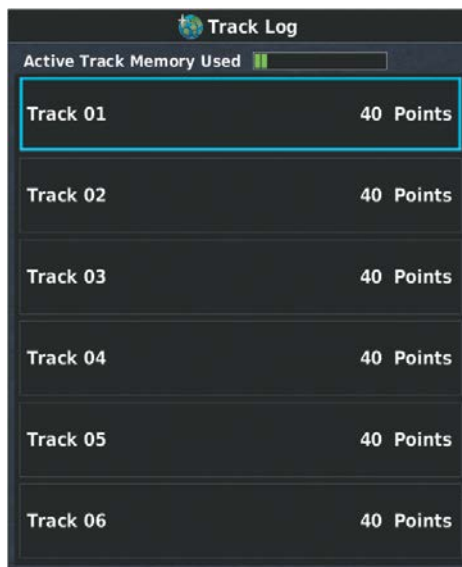 Track Log
Active Track Memory Used
Track 01 40 Points
Track 02 40 Points
Track 03 40 Points
Track 04 40 Points
Track 05 40 Points
Track 06 40 Points